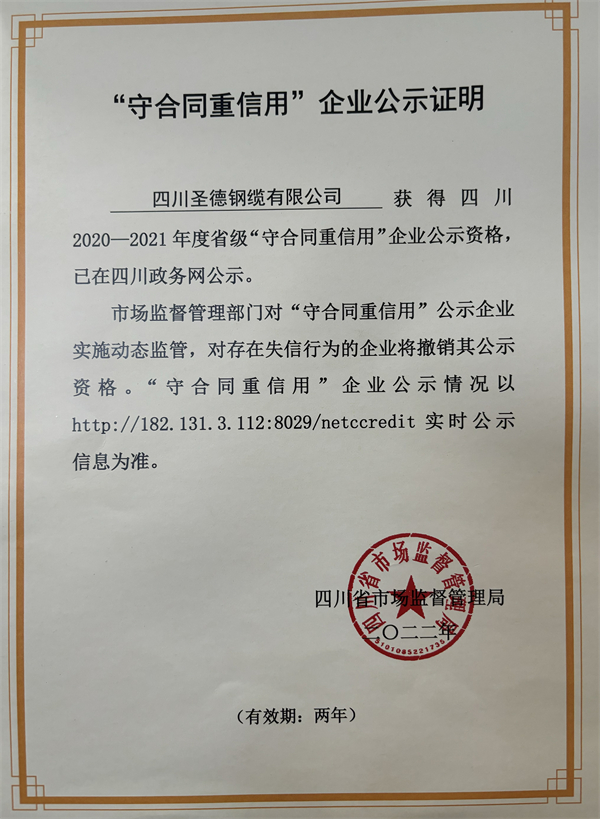 “守合同重信用”企业公示证明
四川圣德钢缆有限公司 获得四川
2020—2021年度省级“守合同重信用”企业公示资格，
已在四川政务网公示。
市场监督管理部门对“守合同重信用”公示企业
实施动态监管，对存在失信行为的企业将撤销其公示
资格。“守合同重信用”企业公示情况以
http://182.131.3.112:8029/netccredit 实时公示
信息为准。
四川省市场监督管理局
四川省市场监督管理局
二〇二二年
5101085221735
（有效期：两年）